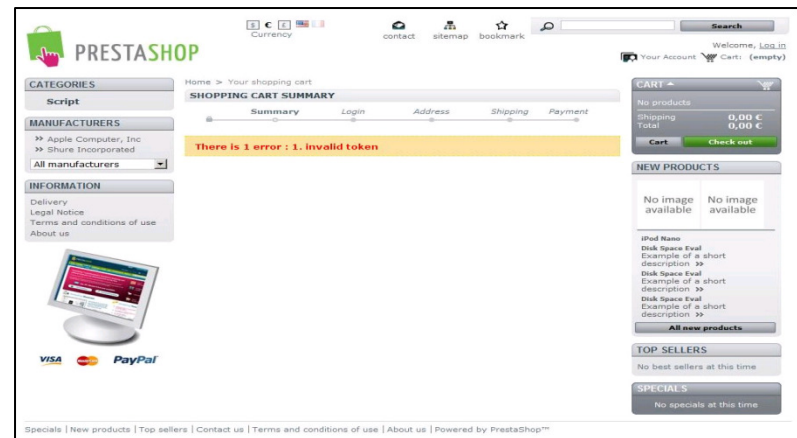 PRESTASHOP
$ € £
Currency
contact sitemap bookmark
Search
Welcome, Log in
Your Account Cart: (empty)
CATEGORIES
Script
MANUFACTURERS
Apple Computer, Inc
Shure Incorporated
All manufacturers
INFORMATION
Delivery
Legal Notice
Terms and conditions of use
About us
VISA PayPal
Home > Your shopping cart
SHOPPING CART SUMMARY
Summary Login Address Shipping Payment
There is 1 error : 1. invalid token
CART
No products
Shipping 0,00 €
Total 0,00 €
Cart Check out
NEW PRODUCTS
No image available
No image available
iPod Nano
Disk Space Eval
Example of a short
description »
Disk Space Eval
Example of a short
description »
Disk Space Eval
Example of a short
description »
All new products
TOP SELLERS
No best sellers at this time
SPECIALS
No specials at this time
Specials | New products | Top sellers | Contact us | Terms and conditions of use | About us | Powered by PrestaShop™